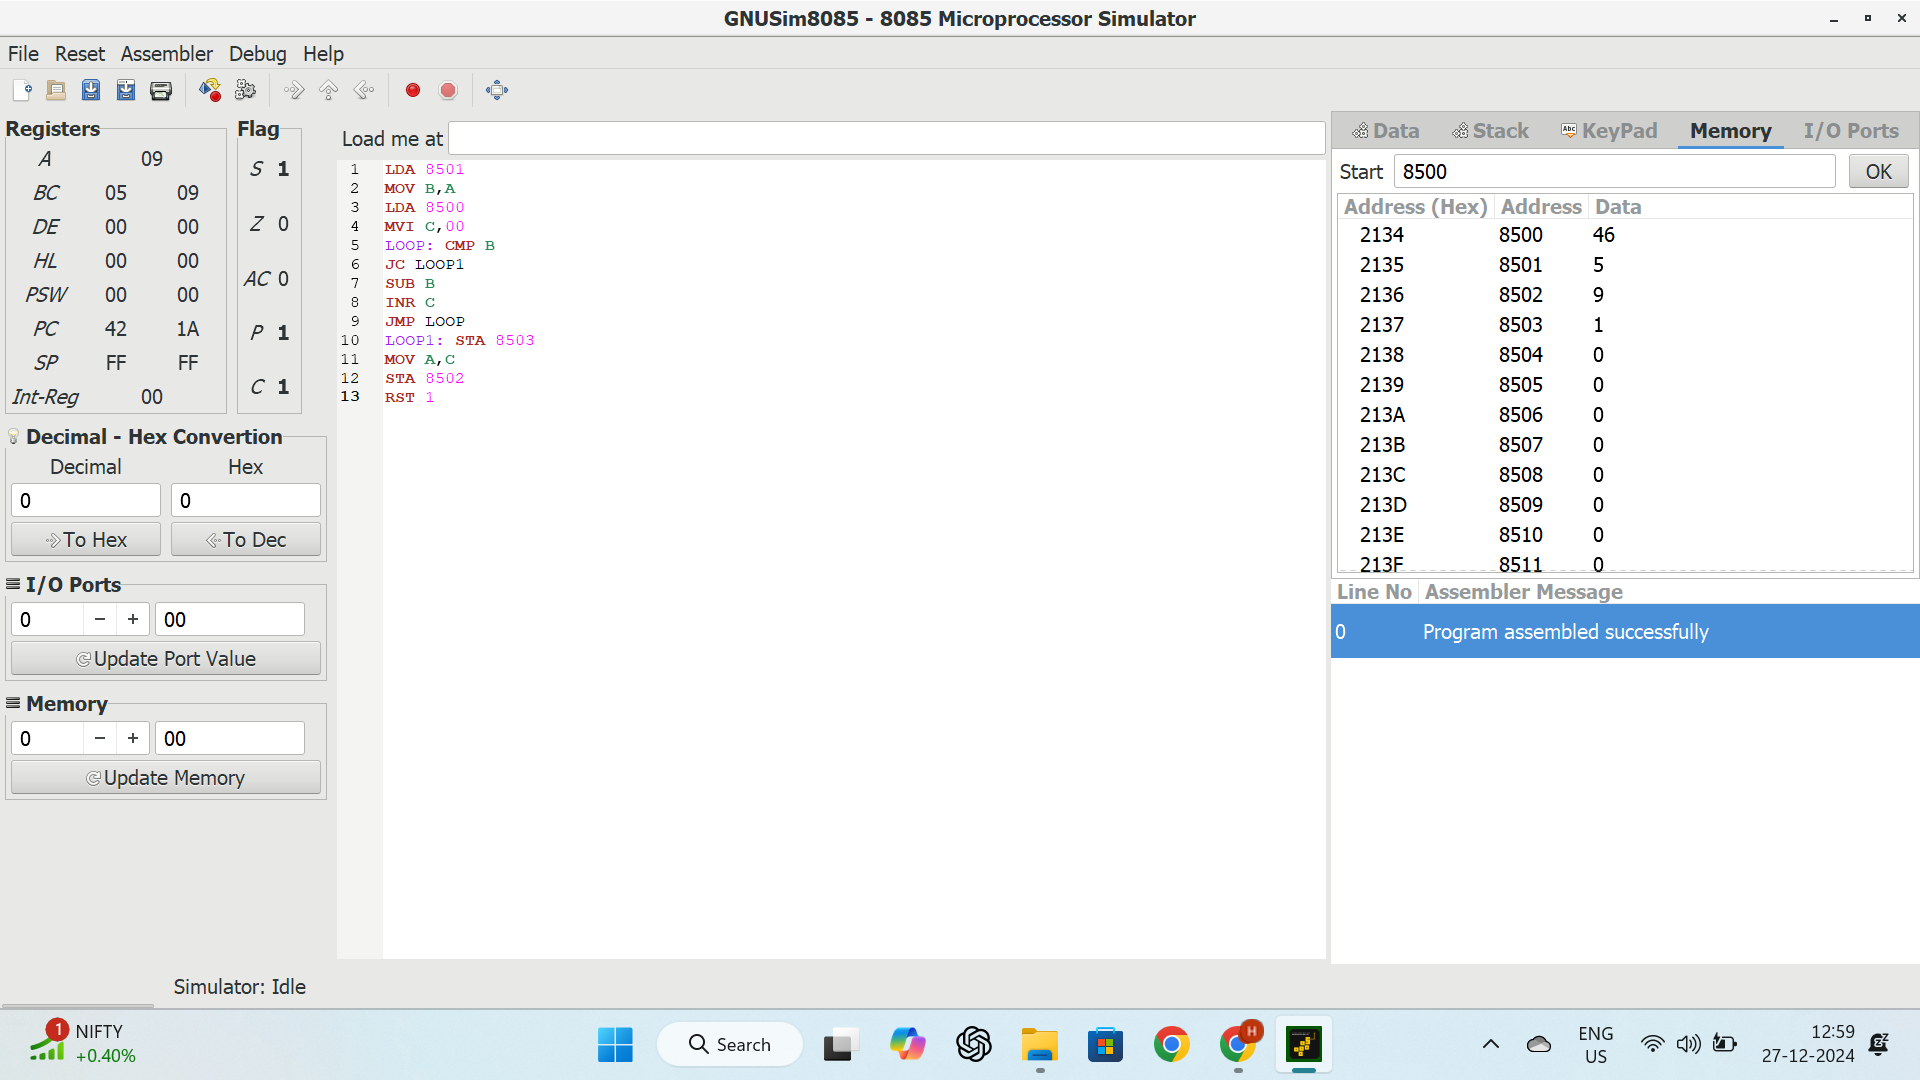 GNUSim8085 - 8085 Microprocessor Simulator
File Reset Assembler Debug Help
Registers
A 09
BC 05 09
DE 00 00
HL 00 00
PSW 00 00
PC 42 1A
SP FF FF
Int-Reg 00
Flag
S 1
Z 0
AC 0
P 1
C 1
Decimal - Hex Convertion
Decimal Hex
0 0
To Hex To Dec
I/O Ports
0 − + 00
Update Port Value
Memory
0 − + 00
Update Memory
Simulator: Idle
Load me at
1 LDA 8501
2 MOV B,A
3 LDA 8500
4 MVI C,00
5 LOOP: CMP B
6 JC LOOP1
7 SUB B
8 INR C
9 JMP LOOP
10 LOOP1: STA 8503
11 MOV A,C
12 STA 8502
13 RST 1
Data Stack Abc KeyPad Memory I/O Ports
Start 8500 OK
Address (Hex) Address Data
2134 8500 46
2135 8501 5
2136 8502 9
2137 8503 1
2138 8504 0
2139 8505 0
213A 8506 0
213B 8507 0
213C 8508 0
213D 8509 0
213E 8510 0
213F 8511 0
Line No Assembler Message
0 Program assembled successfully
1
NIFTY
+0.40%
Search
H
ENG
US
12:59
27-12-2024